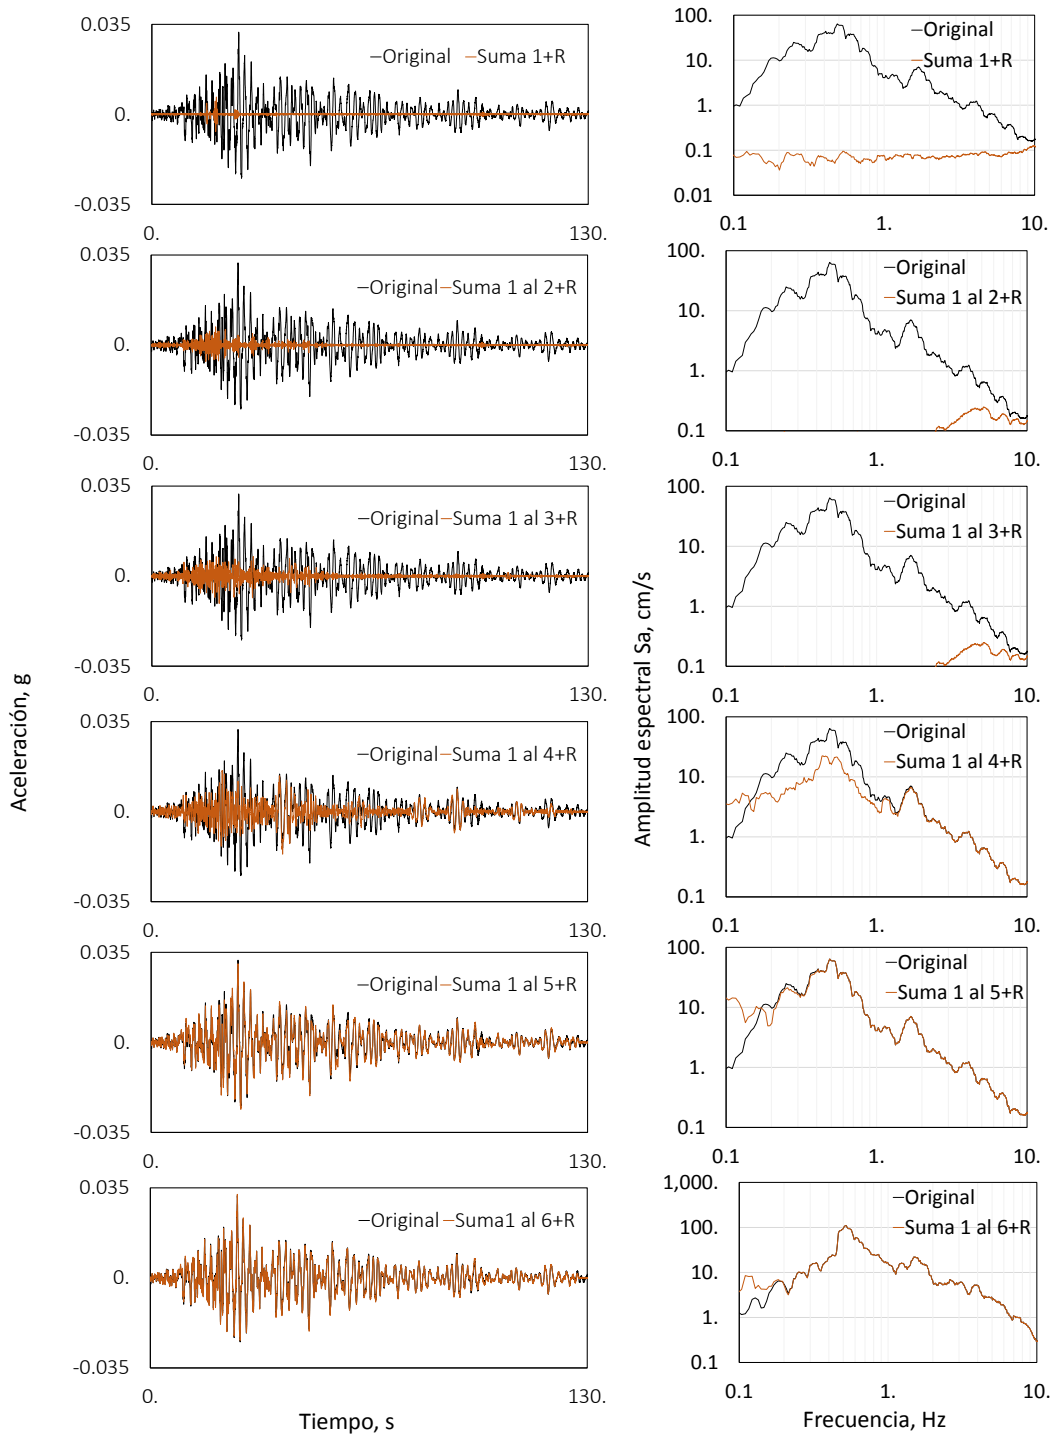 Aceleración, g
0.035
Original Suma 1+R
0.
-0.035
0. 130.
0.035
Original Suma 1 al 2+R
0.
-0.035
0. 130.
0.035
Original Suma 1 al 3+R
0.
-0.035
0. 130.
0.035
Original Suma 1 al 4+R
0.
-0.035
0. 130.
0.035
Original Suma 1 al 5+R
0.
-0.035
0. 130.
0.035
Original Suma1 al 6+R
0.
-0.035
0. 130.
Tiempo, s
Amplitud espectral Sa, cm/s
100.
Original
10.
Suma 1+R
1.
0.1
0.01
0.1 1. 10.
100.
Original
Suma 1 al 2+R
10.
1.
0.1
0.1 1. 10.
100.
Original
Suma 1 al 3+R
10.
1.
0.1
0.1 1. 10.
100.
Original
Suma 1 al 4+R
10.
1.
0.1
0.1 1. 10.
100.
Original
Suma 1 al 5+R
10.
1.
0.1
0.1 1. 10.
1,000.
Original
100.
Suma 1 al 6+R
10.
1.
0.1
0.1 1. 10.
Frecuencia, Hz